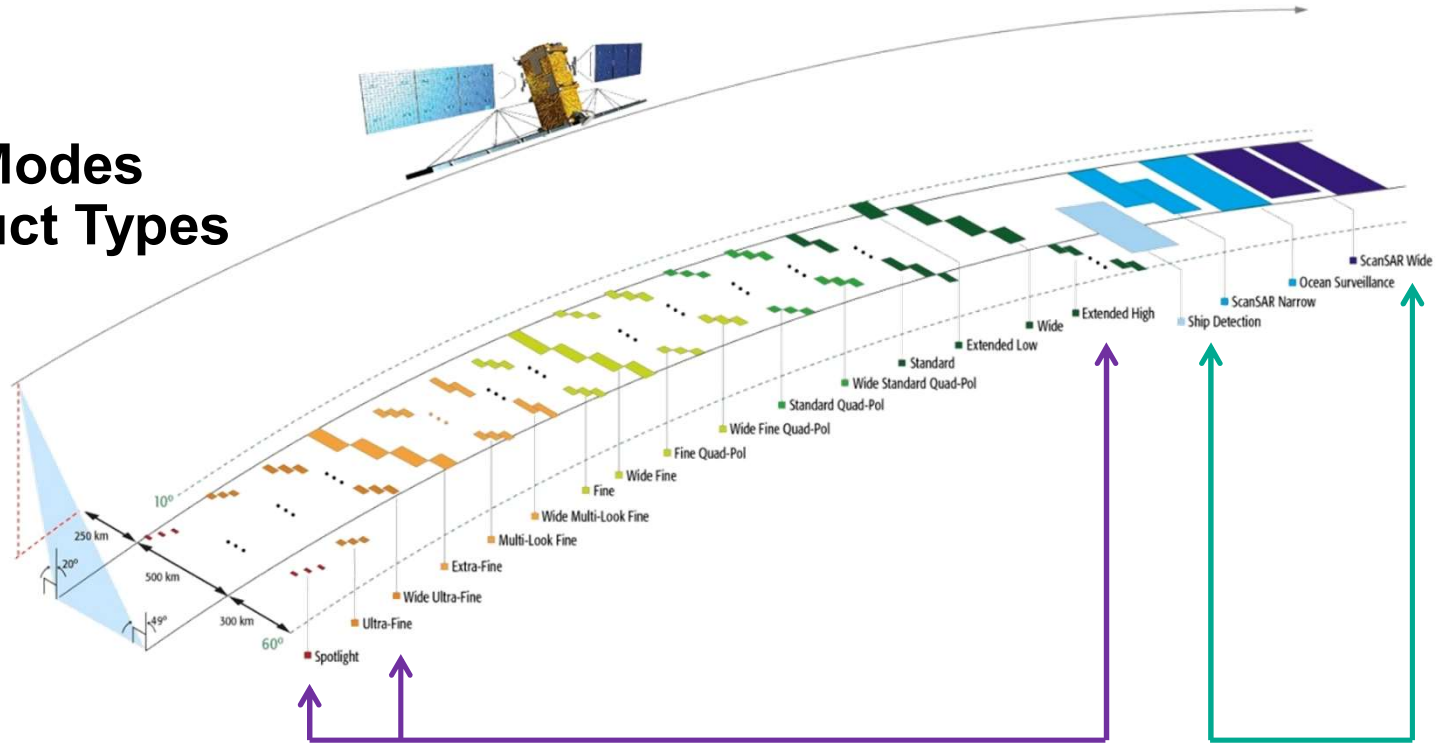 Modes
uct Types
10°
250 km
20°
500 km
49°
300 km
60°
Spotlight
Ultra-Fine
Wide Ultra-Fine
Extra-Fine
Multi-Look Fine
Wide Multi-Look Fine
Fine
Wide Fine
Fine Quad-Pol
Wide Fine Quad-Pol
Standard Quad-Pol
Wide Standard Quad-Pol
Standard
Extended Low
Wide
Extended High
Ship Detection
ScanSAR Narrow
Ocean Surveillance
ScanSAR Wide